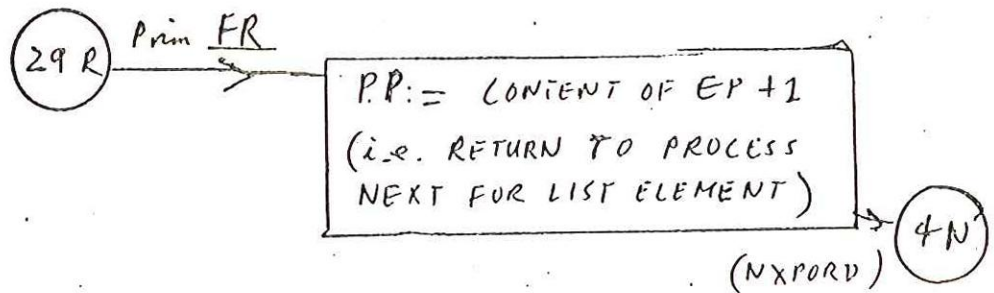 29 R
Prim FR
P.P:= CONTENT OF EP +1
(i.e. RETURN TO PROCESS
NEXT FOR LIST ELEMENT)
4N
(NXPORD)